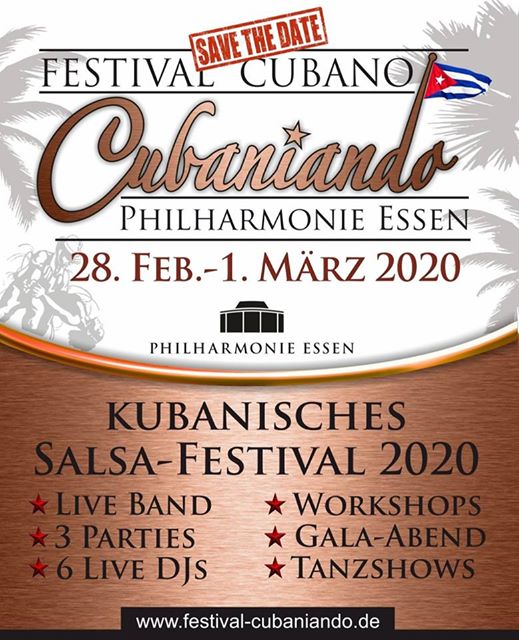 SAVE THE DATE
FESTIVAL CUBANO
Cubaniando
PHILHARMONIE ESSEN
28. FEB.-1. MÄRZ 2020
PHILHARMONIE ESSEN
KUBANISCHES
SALSA-FESTIVAL 2020
LIVE BAND
WORKSHOPS
3 PARTIES
GALA-ABEND
6 LIVE DJS
TANZSHOWS
www.festival-cubaniando.de